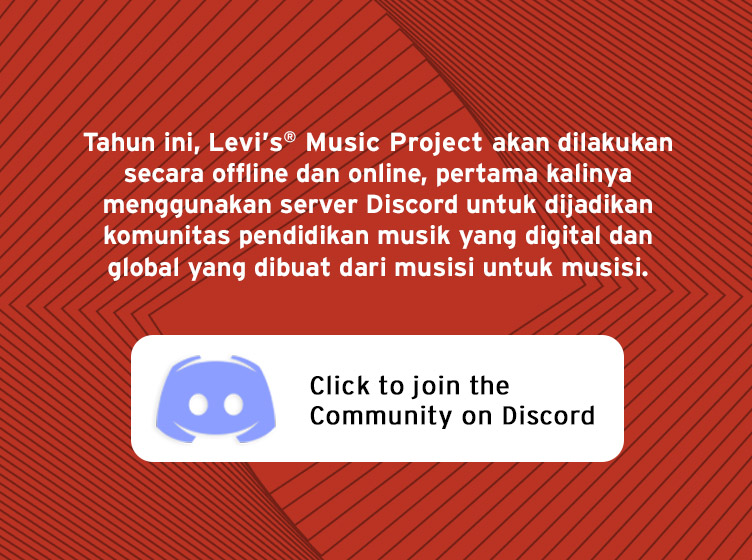 Tahun ini, Levi's® Music Project akan dilakukan
secara offline dan online, pertama kalinya
menggunakan server Discord untuk dijadikan
komunitas pendidikan musik yang digital dan
global yang dibuat dari musisi untuk musisi.
Click to join the
Community on Discord